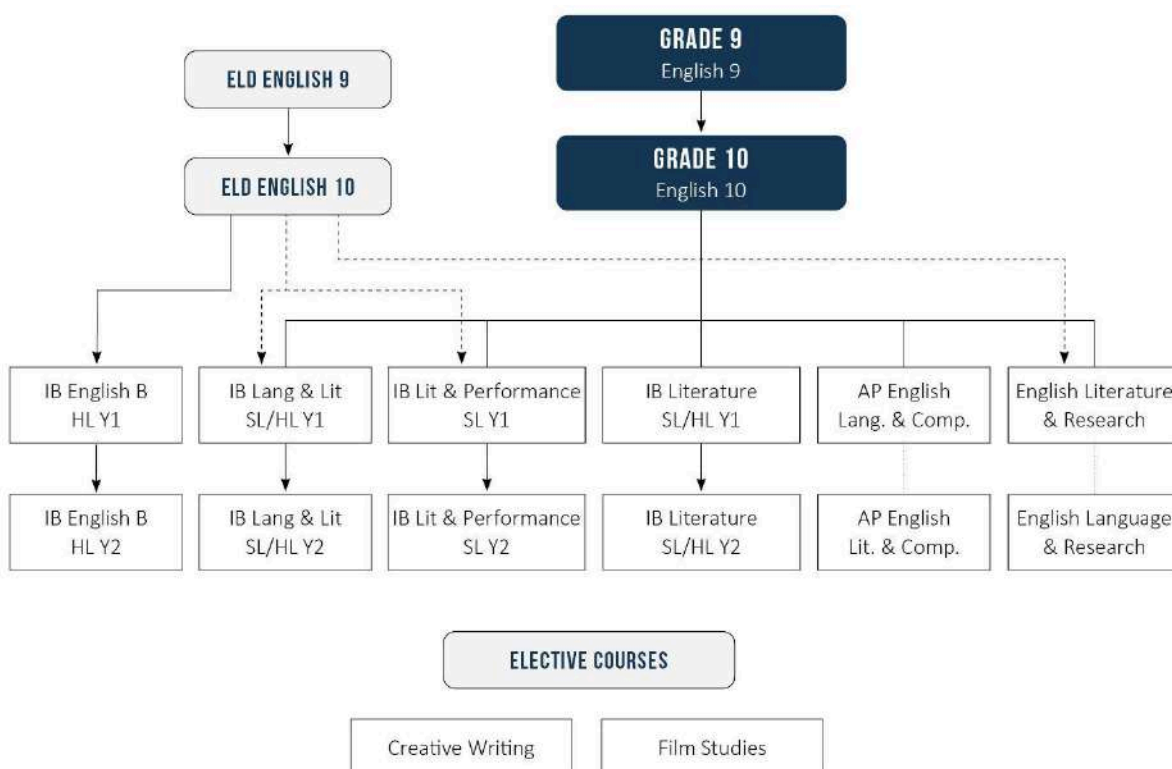 GRADE 9
English 9
ELD ENGLISH 9
GRADE 10
English 10
ELD ENGLISH 10
IB English B
HL Y1
IB Lang & Lit
SL/HL Y1
IB Lit & Performance
SL Y1
IB Literature
SL/HL Y1
AP English
Lang. & Comp.
English Literature
& Research
IB English B
HL Y2
IB Lang & Lit
SL/HL Y2
IB Lit & Performance
SL Y2
IB Literature
SL/HL Y2
AP English
Lit. & Comp.
English Language
& Research
ELECTIVE COURSES
Creative Writing
Film Studies